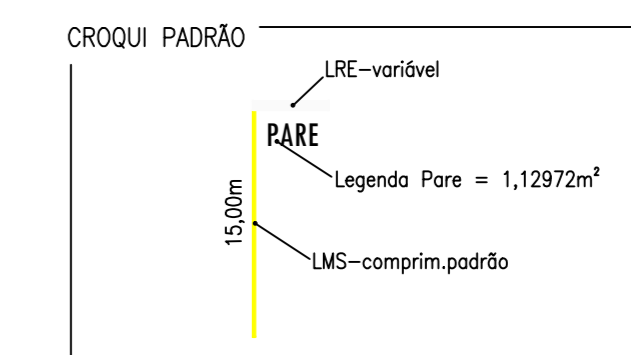 CROQUI PADRÃO
LRE-variável
PARE
Legenda Pare = 1,12972m²
15,00m
LMS-comprim.padrão